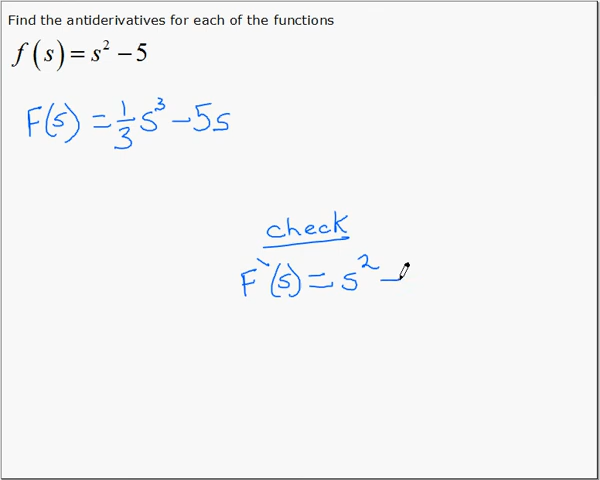 Find the antiderivatives for each of the functions
f(s) = s² − 5
F(s) = 1/3 s³ − 5s
check
F`(s) = s² −